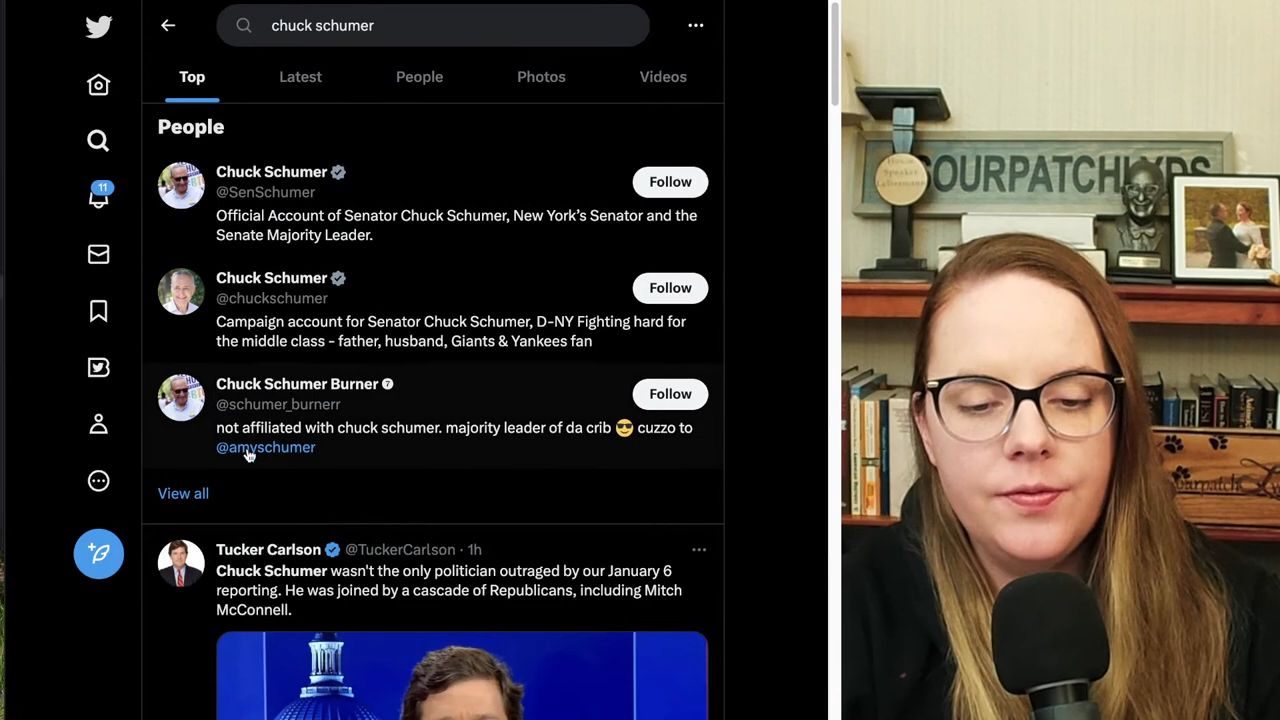 chuck schumer
Top
Latest
People
Photos
Videos
People
Chuck Schumer
@SenSchumer
Follow
Official Account of Senator Chuck Schumer, New York’s Senator and the
Senate Majority Leader.
Chuck Schumer
@chuckschumer
Follow
Campaign account for Senator Chuck Schumer, D-NY Fighting hard for
the middle class - father, husband, Giants & Yankees fan
Chuck Schumer Burner
@schumer_burnerr
Follow
not affiliated with chuck schumer. majority leader of da crib 😎 cuzzo to
@amyschumer
View all
11
Tucker Carlson @TuckerCarlson · 1h
Chuck Schumer wasn't the only politician outraged by our January 6
reporting. He was joined by a cascade of Republicans, including Mitch
McConnell.
OURPATCHLYDS
House
Speaker
ourpatch Lyds